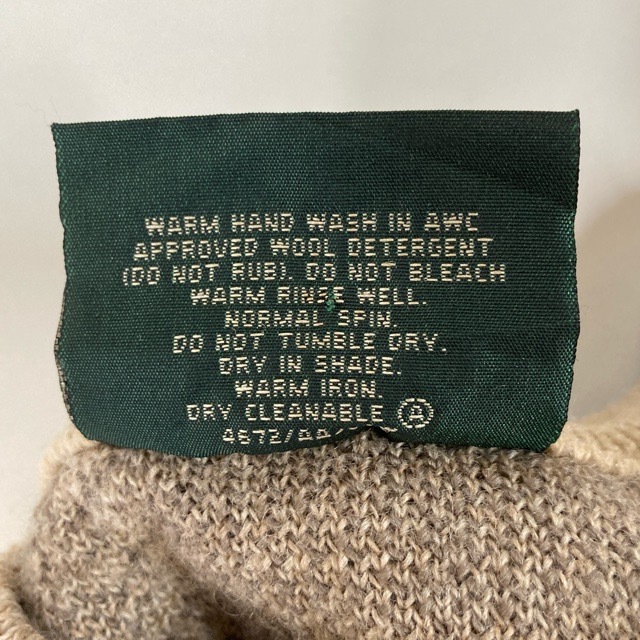 WARM HAND WASH IN AWC
APPROVED WOOL DETERGENT
(DO NOT RUB). DO NOT BLEACH
WARM RINSE WELL.
NORMAL SPIN.
DO NOT TUMBLE DRY.
DRY IN SHADE.
WARM IRON.
DRY CLEANABLE Ⓐ